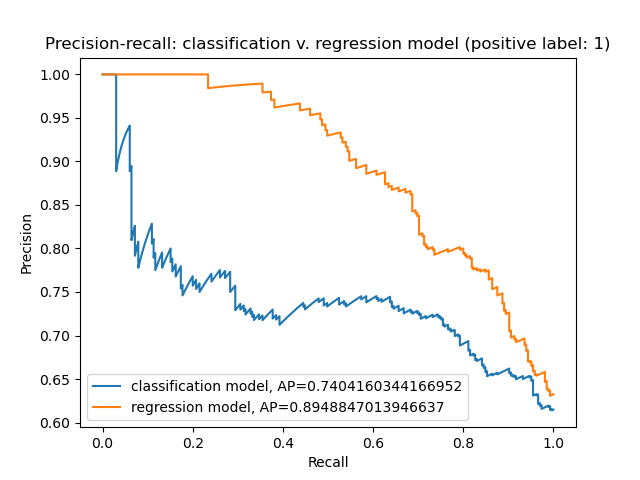 Precision-recall: classification v. regression model (positive label: 1)
1.00
0.95
0.90
0.85
0.80
0.75
0.70
0.65
0.60
Precision
classification model, AP=0.7404160344166952
regression model, AP=0.8948847013946637
0.0 0.2 0.4 0.6 0.8 1.0
Recall